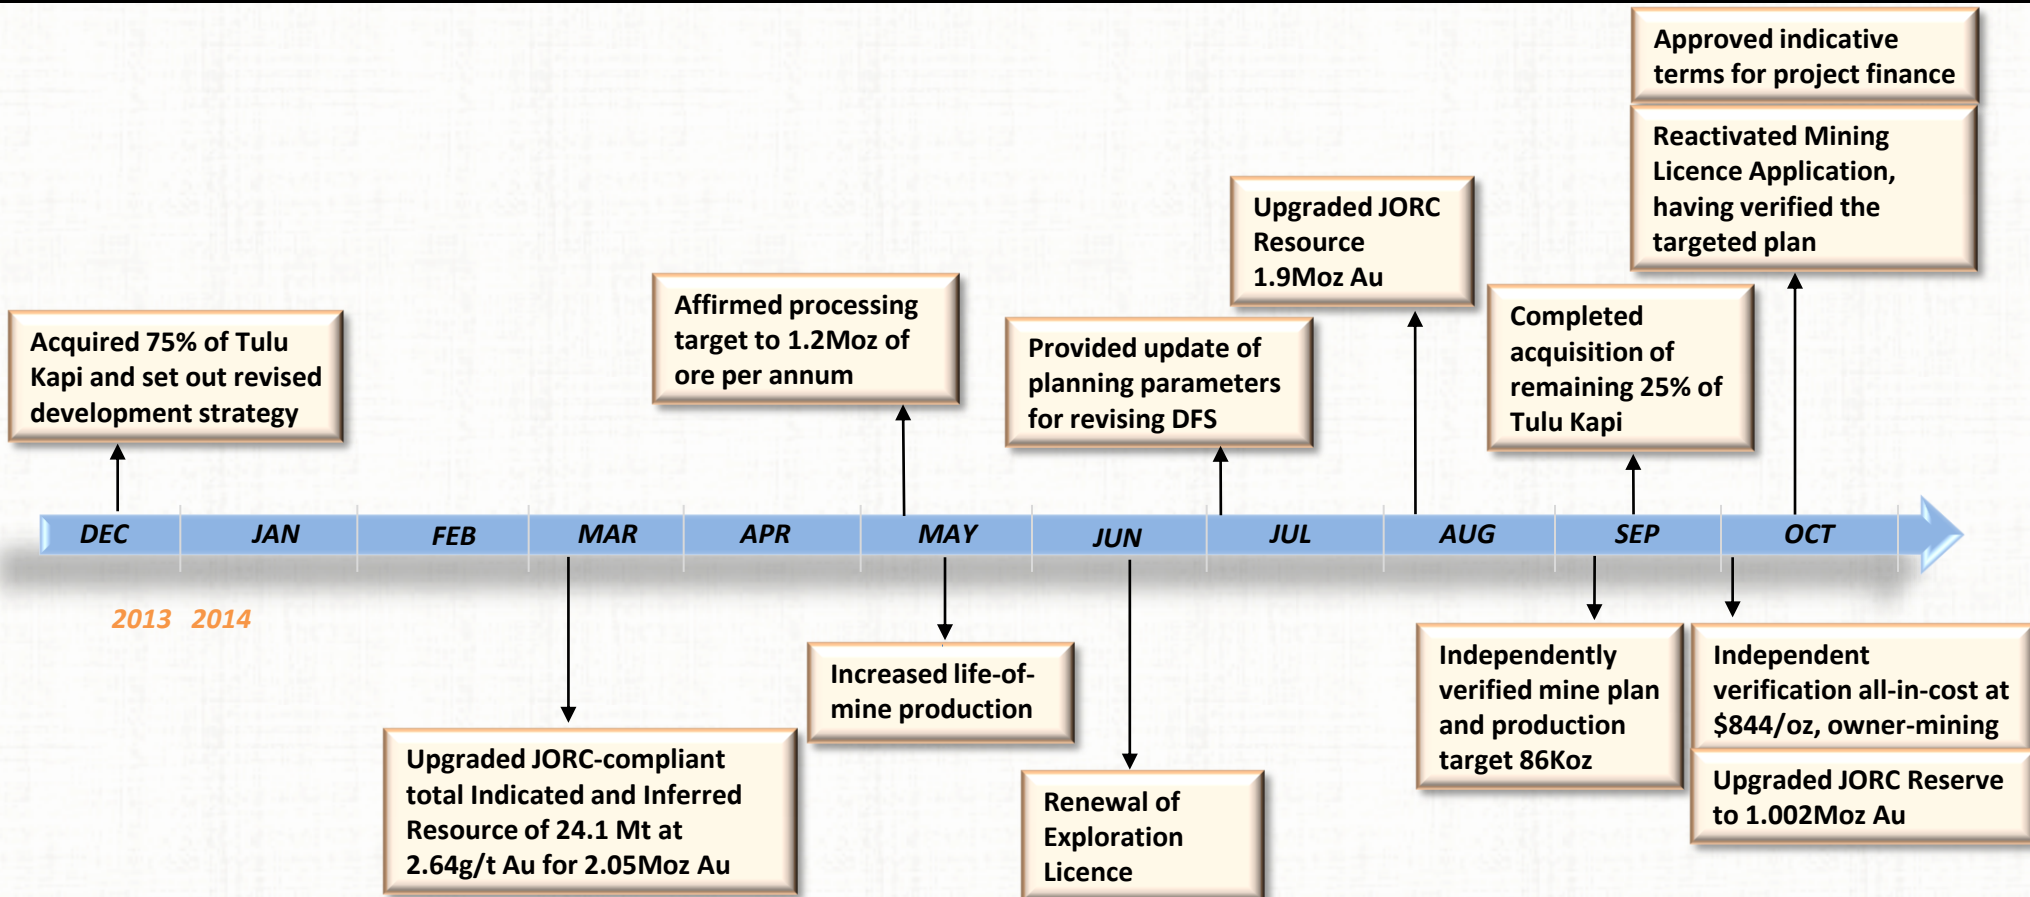 Approved indicative
terms for project finance
Reactivated Mining
Licence Application,
having verified the
targeted plan
Upgraded JORC
Resource
1.9Moz Au
Affirmed processing
target to 1.2Moz of
ore per annum
Completed
acquisition of
remaining 25% of
Tulu Kapi
Acquired 75% of Tulu
Kapi and set out revised
development strategy
Provided update of
planning parameters
for revising DFS
DEC JAN FEB MAR APR MAY JUN JUL AUG SEP OCT
2013 2014
Increased life-of-
mine production
Independently
verified mine plan
and production
target 86Koz
Independent
verification all-in-cost at
$844/oz, owner-mining
Upgraded JORC-compliant
total Indicated and Inferred
Resource of 24.1 Mt at
2.64g/t Au for 2.05Moz Au
Renewal of
Exploration
Licence
Upgraded JORC Reserve
to 1.002Moz Au